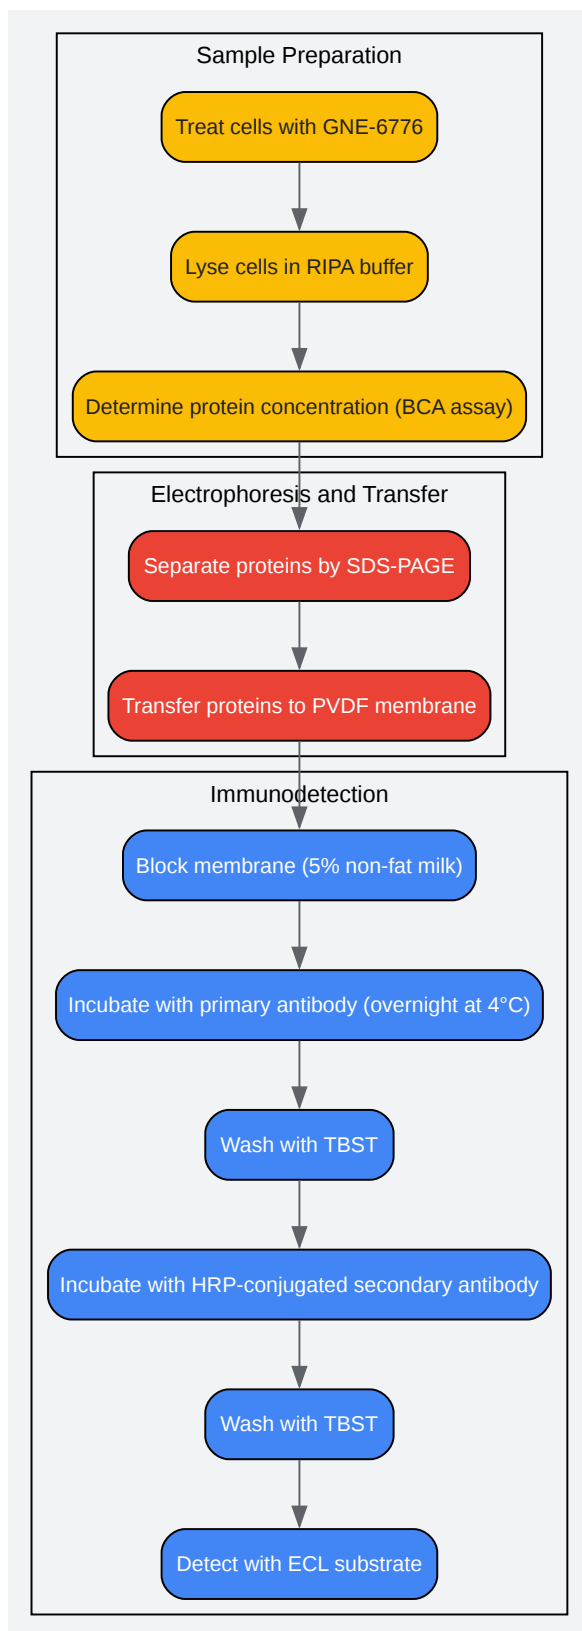 Sample Preparation
Treat cells with GNE-6776
Lyse cells in RIPA buffer
Determine protein concentration (BCA assay)
Electrophoresis and Transfer
Separate proteins by SDS-PAGE
Transfer proteins to PVDF membrane
Immunodetection
Block membrane (5% non-fat milk)
Incubate with primary antibody (overnight at 4°C)
Wash with TBST
Incubate with HRP-conjugated secondary antibody
Wash with TBST
Detect with ECL substrate